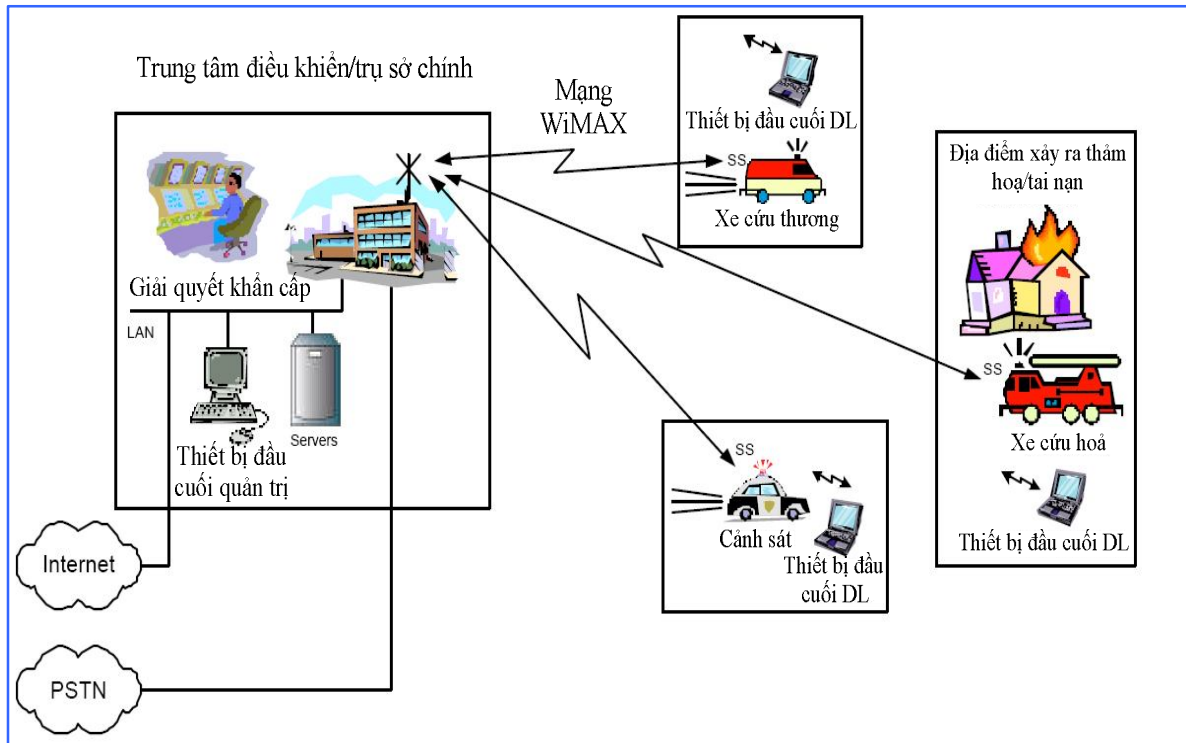 Trung tâm điều khiển/trụ sở chính
Giải quyết khẩn cấp
LAN
Servers
Thiết bị đầu
cuối quản trị
Internet
PSTN
Mạng
WiMAX
Thiết bị đầu cuối DL
SS
Xe cứu thương
SS
Cảnh sát
Thiết bị đầu
cuối DL
Địa điểm xảy ra thảm
hoạ/tai nạn
SS
Xe cứu hoả
Thiết bị đầu cuối DL